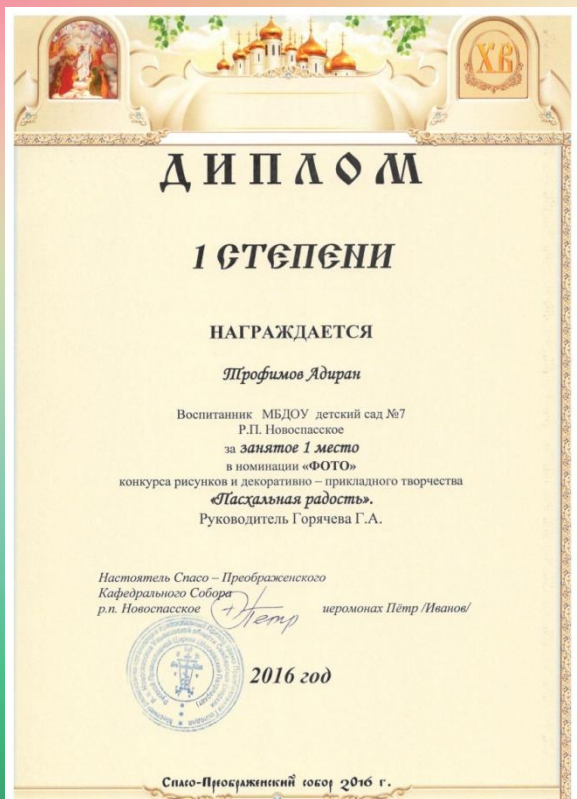 ХВ
ДИПЛОМ
1 СТЕПЕНИ
НАГРАЖДАЕТСЯ
Трофимов Адиран
Воспитанник МБДОУ детский сад №7
Р.П. Новоспасское
за занятое 1 место
в номинации «ФОТО»
конкурса рисунков и декоративно – прикладного творчества
«Пасхальная радость».
Руководитель Горячева Г.А.
Настоятель Спасо – Преображенского
Кафедрального Собора
р.п. Новоспасское Петр иеромонах Пётр /Иванов/
2016 год
Спасо-Преображенский собор 2016 г.